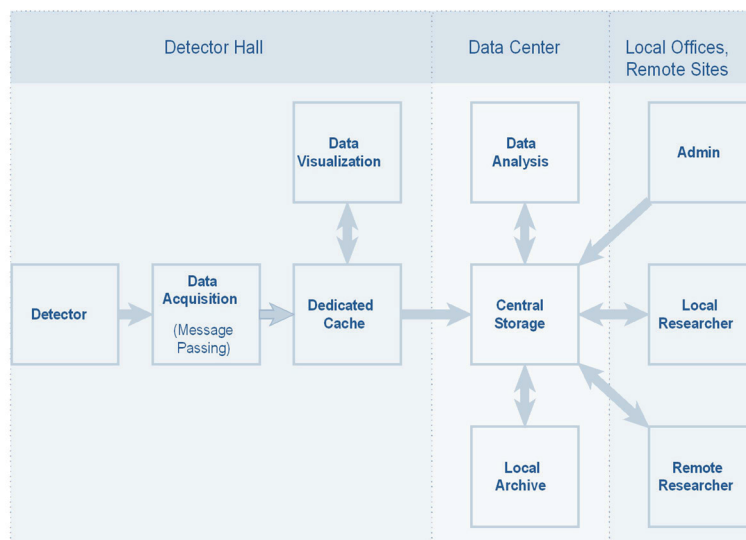 Detector Hall
Data Center
Local Offices,
Remote Sites
Data
Visualization
Data
Analysis
Admin
Detector
Data
Acquisition
(Message
Passing)
Dedicated
Cache
Central
Storage
Local
Researcher
Local
Archive
Remote
Researcher